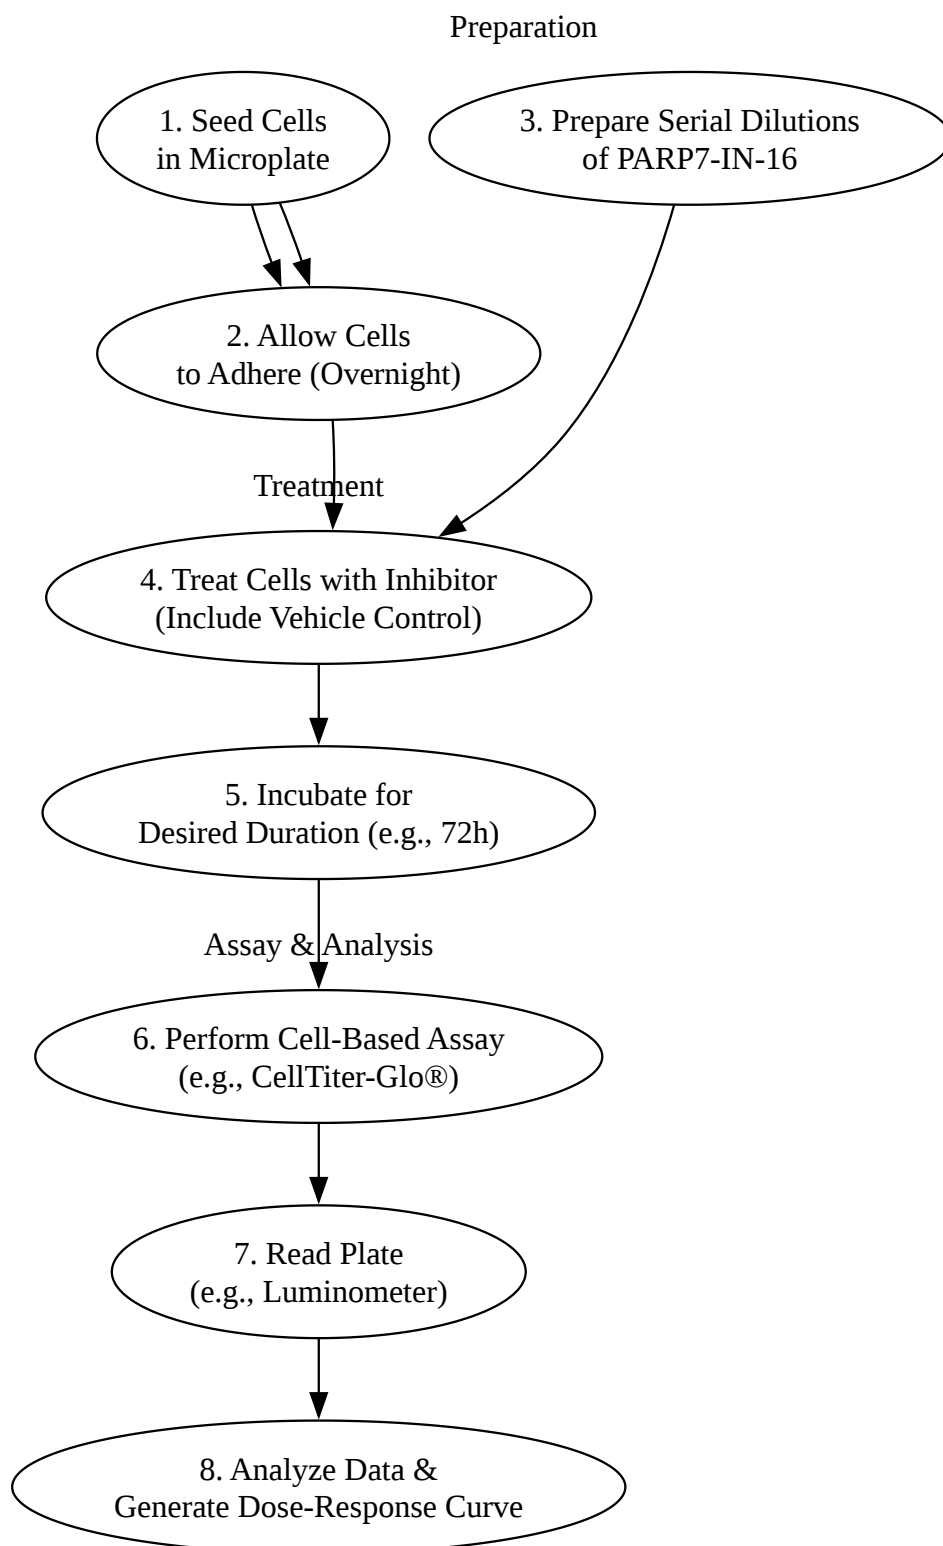 Preparation
1. Seed Cells
in Microplate
3. Prepare Serial Dilutions
of PARP7-IN-16
2. Allow Cells
to Adhere (Overnight)
Treatment
4. Treat Cells with Inhibitor
(Include Vehicle Control)
5. Incubate for
Desired Duration (e.g., 72h)
Assay & Analysis
6. Perform Cell-Based Assay
(e.g., CellTiter-Glo®)
7. Read Plate
(e.g., Luminometer)
8. Analyze Data &
Generate Dose-Response Curve